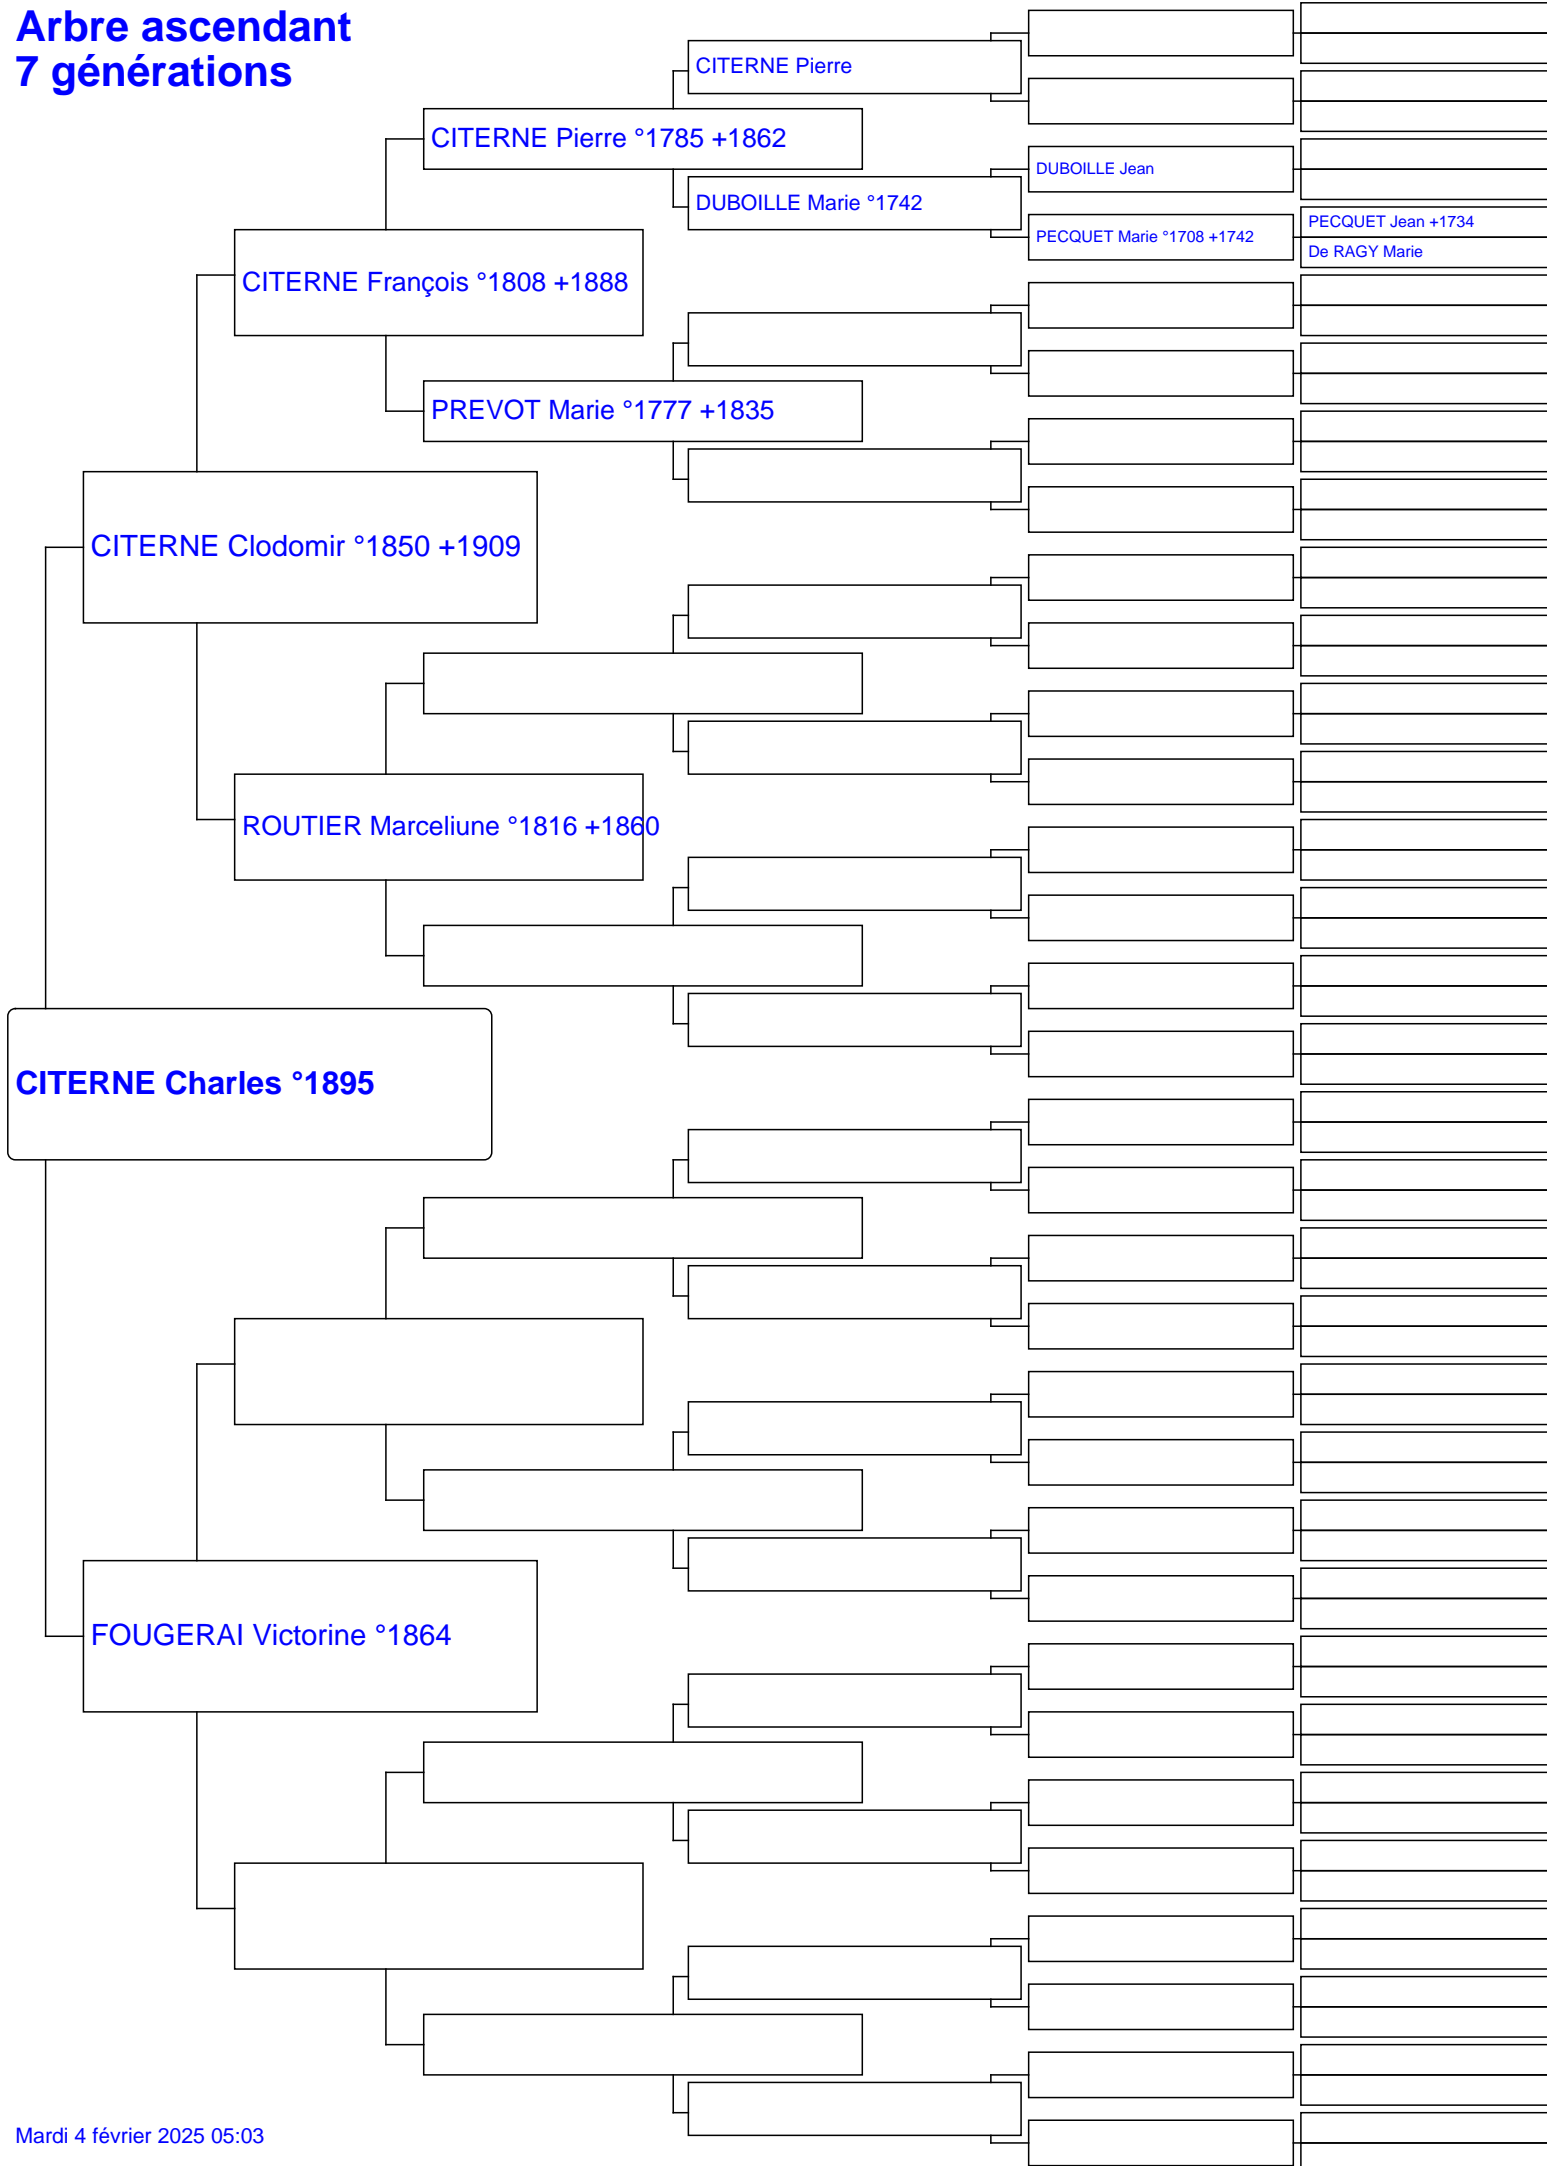 Arbre ascendant
7 générations
CITERNE Pierre
CITERNE Pierre °1785 +1862
DUBOILLE Jean
DUBOILLE Marie °1742
PECQUET Marie °1708 +1742
PECQUET Jean +1734
De RAGY Marie
CITERNE François °1808 +1888
PREVOT Marie °1777 +1835
CITERNE Clodomir °1850 +1909
ROUTIER Marceliune °1816 +1860
CITERNE Charles °1895
FOUGERAI Victorine °1864
Mardi 4 février 2025 05:03